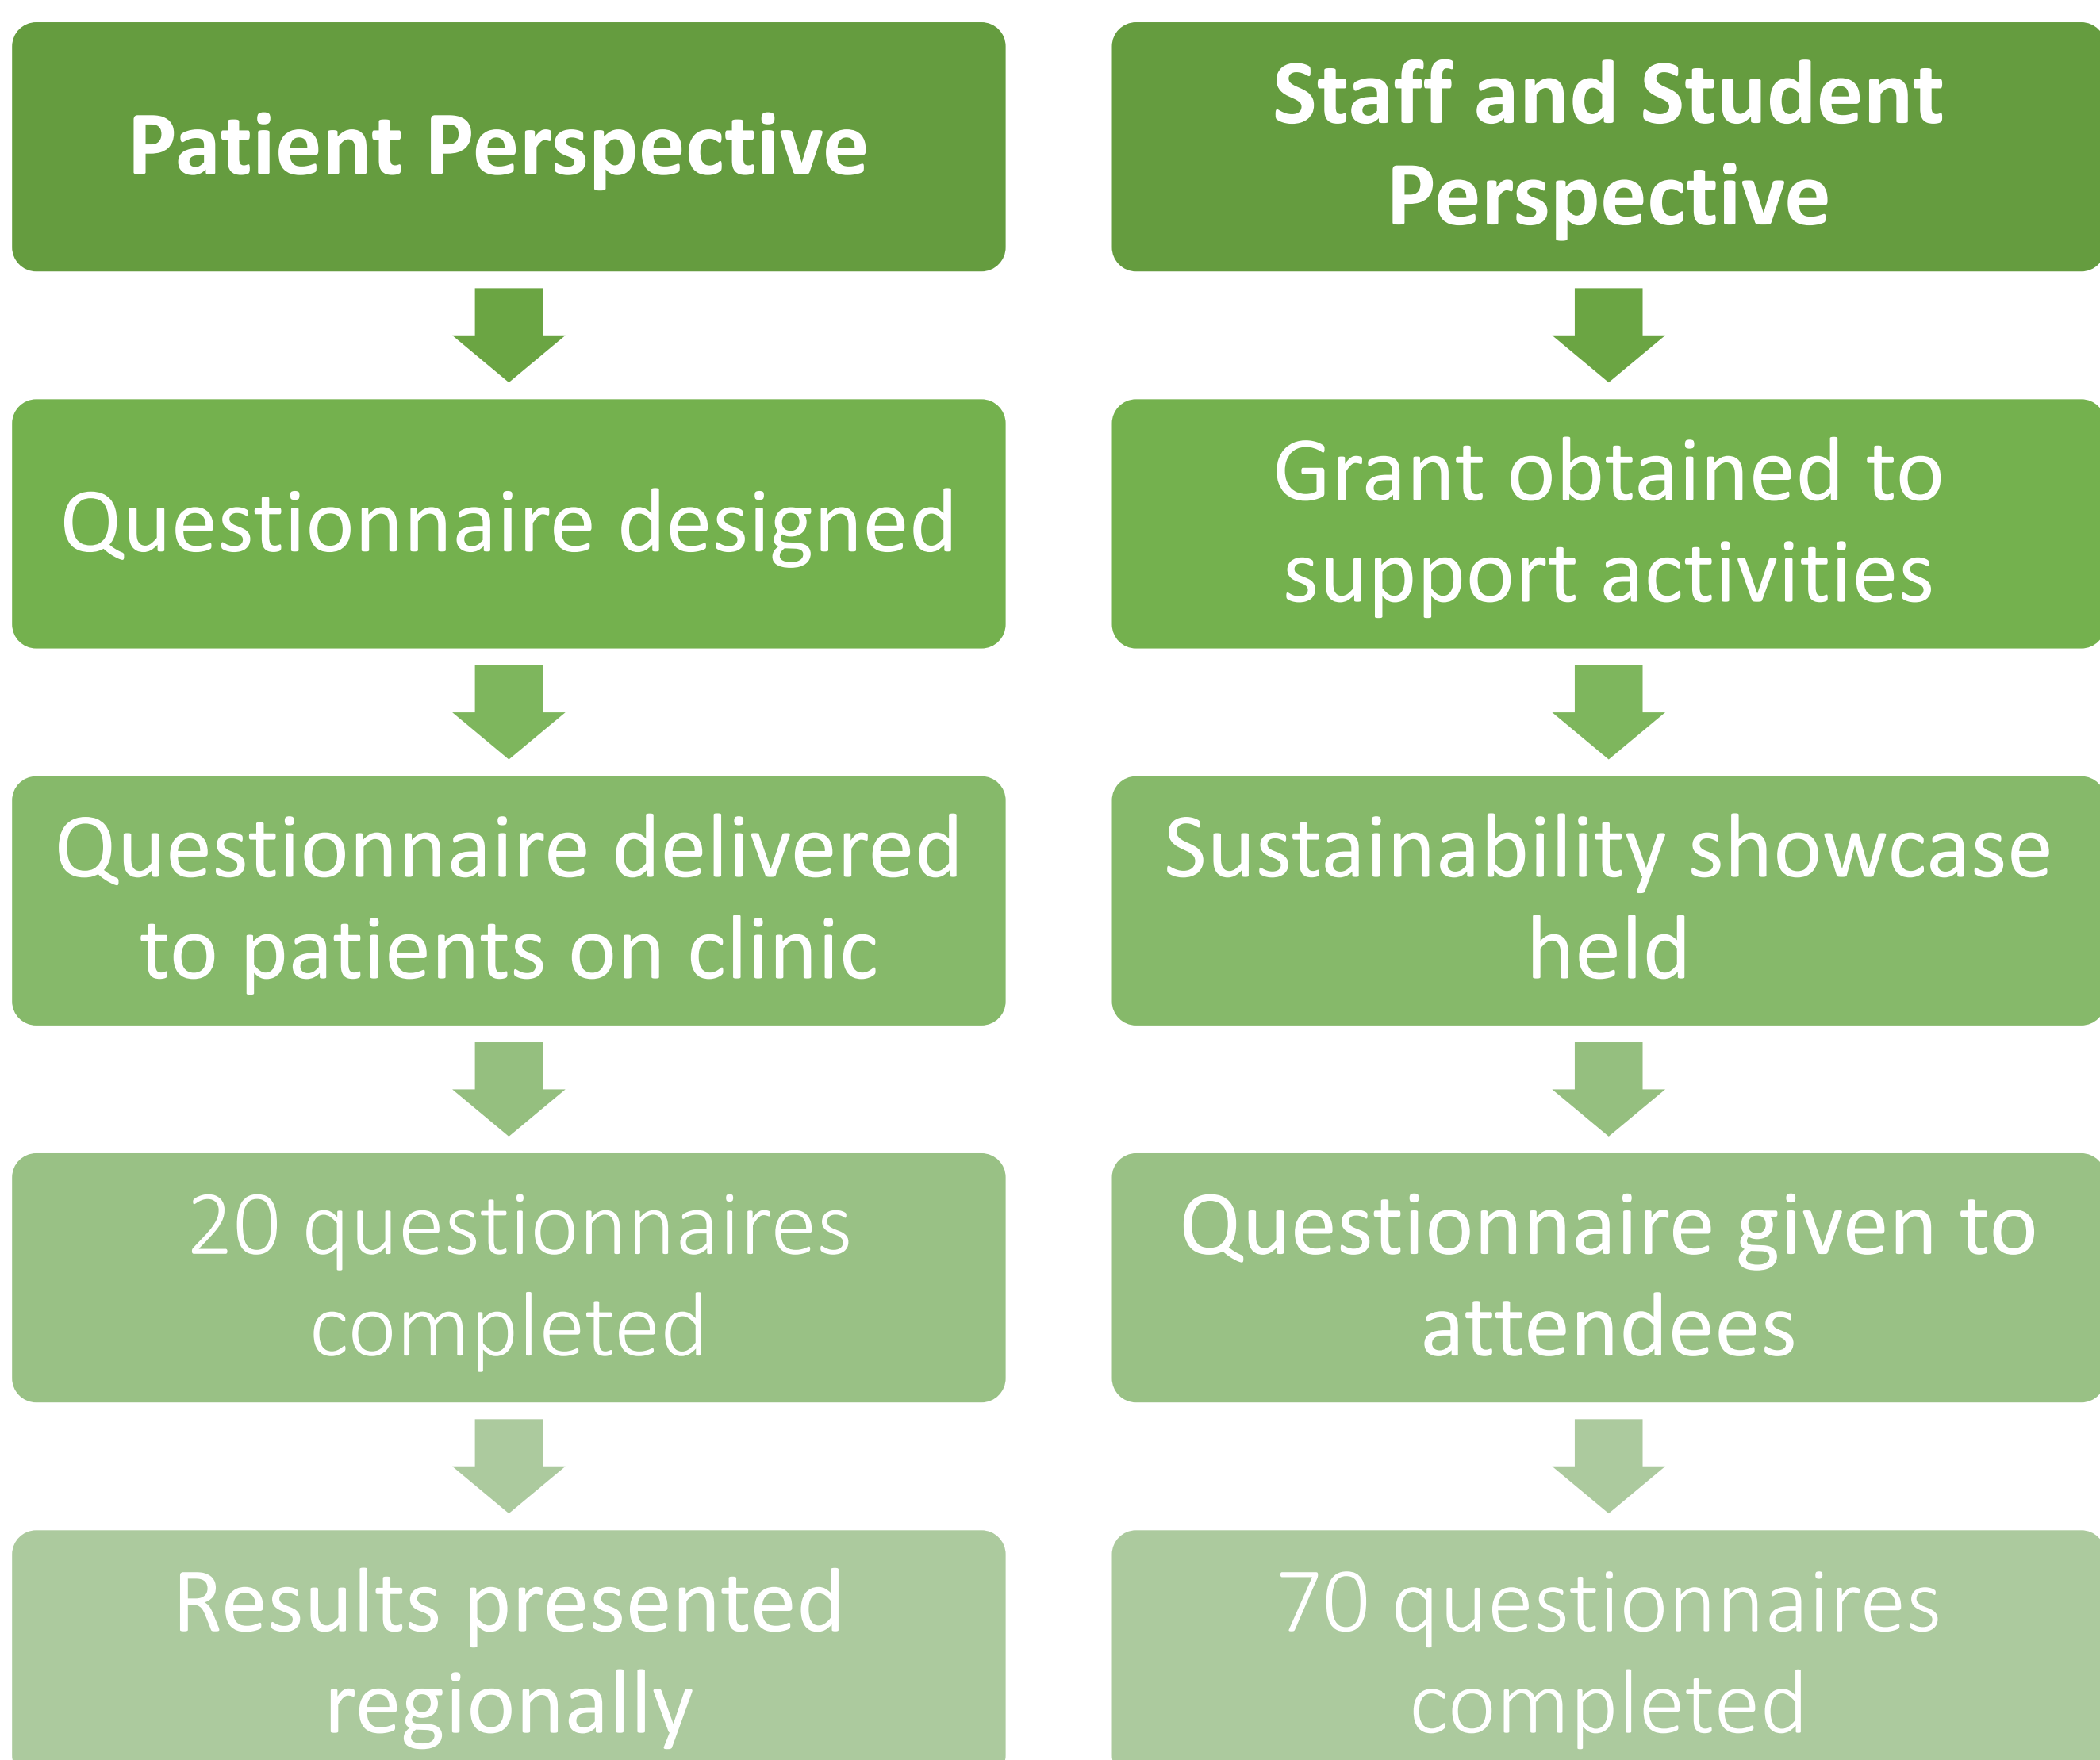 Patient Perspective
Questionnaire designed
Questionnaire delivered
to patients on clinic
20 questionnaires
completed
Results presented
regionally
Staff and Student
Perspective
Grant obtained to
support activities
Sustainability showcase
held
Questionnaire given to
attendees
70 questionnaires
completed